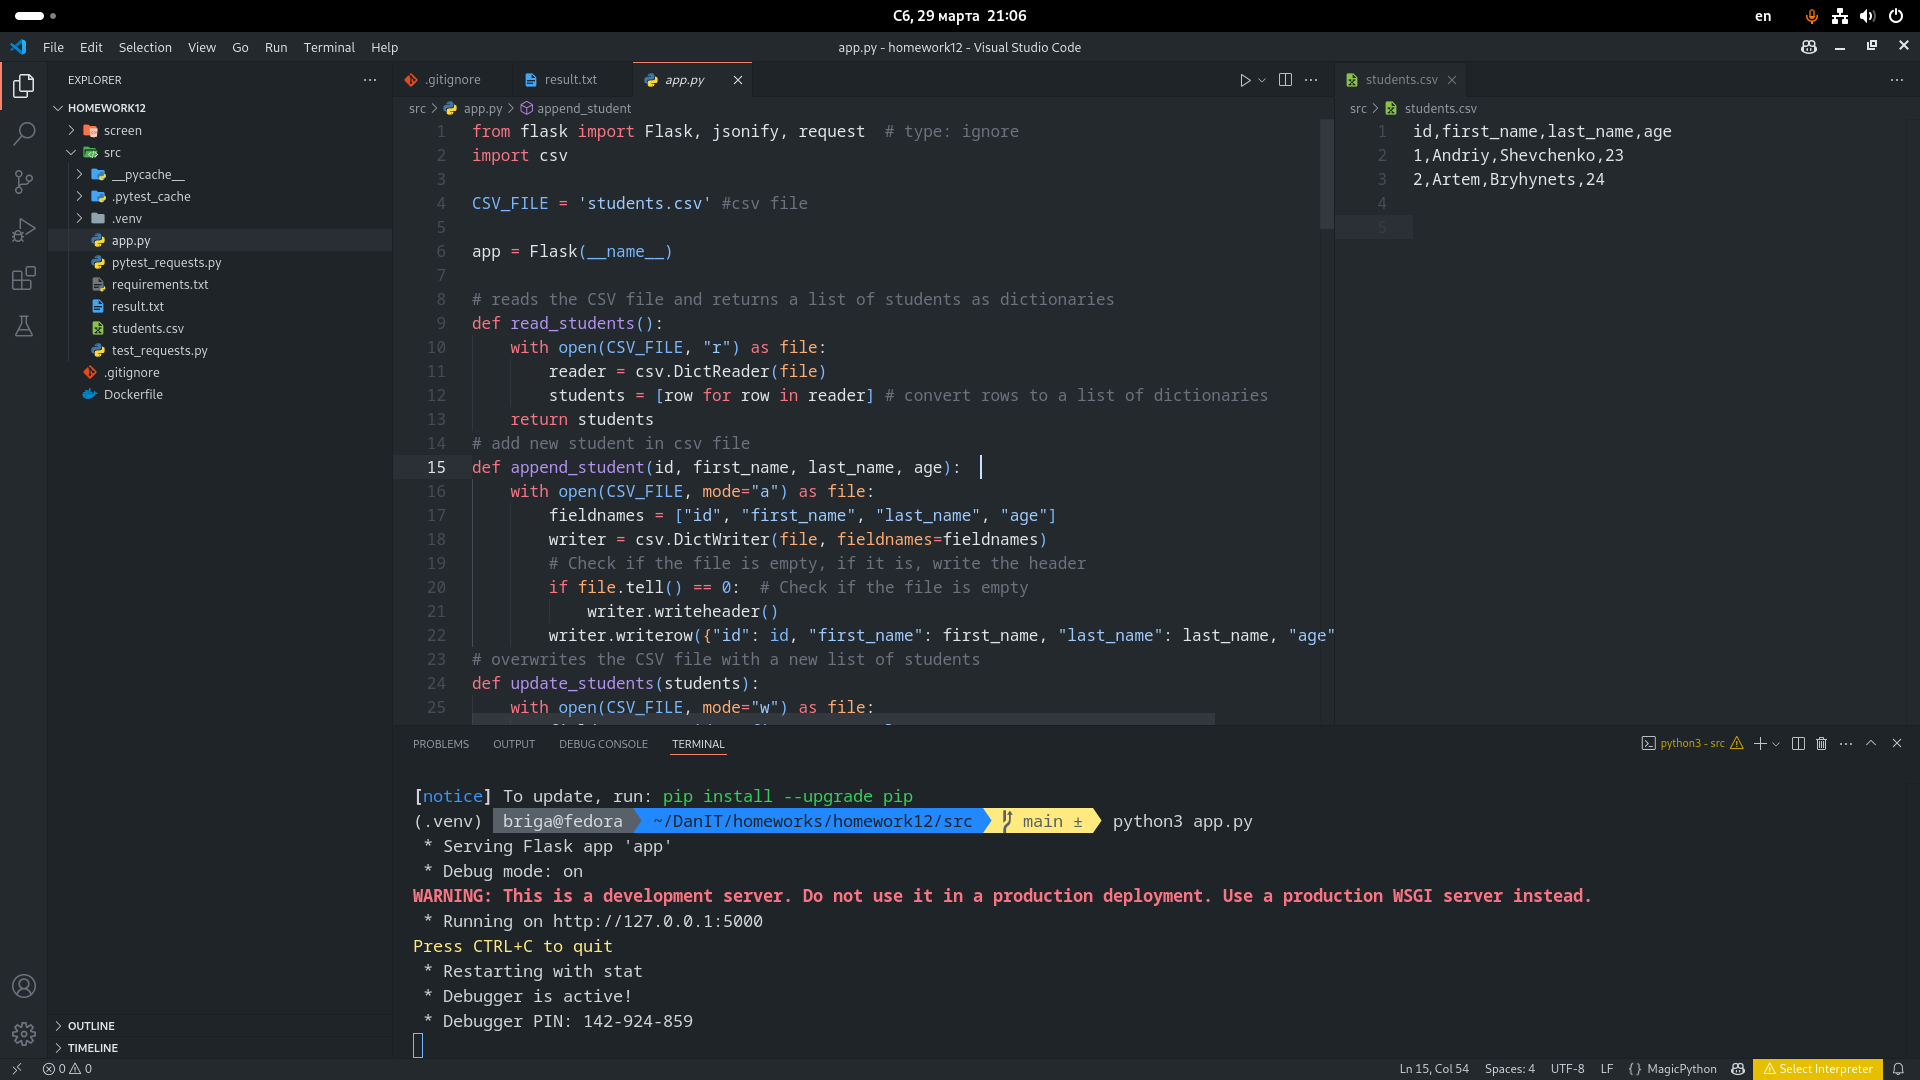 Сб, 29 марта 21:06
en
File Edit Selection View Go Run Terminal Help
app.py - homework12 - Visual Studio Code
EXPLORER
HOMEWORK12
screen
src
__pycache__
.pytest_cache
.venv
app.py
pytest_requests.py
requirements.txt
result.txt
students.csv
test_requests.py
.gitignore
Dockerfile
OUTLINE
TIMELINE
.gitignore result.txt app.py
src > app.py > append_student
1 from flask import Flask, jsonify, request  # type: ignore
2 import csv
3
4 CSV_FILE = 'students.csv' #csv file
5
6 app = Flask(__name__)
7
8 # reads the CSV file and returns a list of students as dictionaries
9 def read_students():
10     with open(CSV_FILE, "r") as file:
11         reader = csv.DictReader(file)
12         students = [row for row in reader] # convert rows to a list of dictionaries
13     return students
14 # add new student in csv file
15 def append_student(id, first_name, last_name, age):
16     with open(CSV_FILE, mode="a") as file:
17         fieldnames = ["id", "first_name", "last_name", "age"]
18         writer = csv.DictWriter(file, fieldnames=fieldnames)
19         # Check if the file is empty, if it is, write the header
20         if file.tell() == 0:  # Check if the file is empty
21             writer.writeheader()
22         writer.writerow({"id": id, "first_name": first_name, "last_name": last_name, "age"
23 # overwrites the CSV file with a new list of students
24 def update_students(students):
25     with open(CSV_FILE, mode="w") as file:
students.csv
src > students.csv
1 id,first_name,last_name,age
2 1,Andriy,Shevchenko,23
3 2,Artem,Bryhynets,24
4
5
PROBLEMS OUTPUT DEBUG CONSOLE TERMINAL
python3 - src
[notice] To update, run: pip install --upgrade pip
(.venv) briga@fedora ~/DanIT/homeworks/homework12/src main ± python3 app.py
* Serving Flask app 'app'
* Debug mode: on
WARNING: This is a development server. Do not use it in a production deployment. Use a production WSGI server instead.
* Running on http://127.0.0.1:5000
Press CTRL+C to quit
* Restarting with stat
* Debugger is active!
* Debugger PIN: 142-924-859
0 0
Ln 15, Col 54 Spaces: 4 UTF-8 LF { } MagicPython Select Interpreter